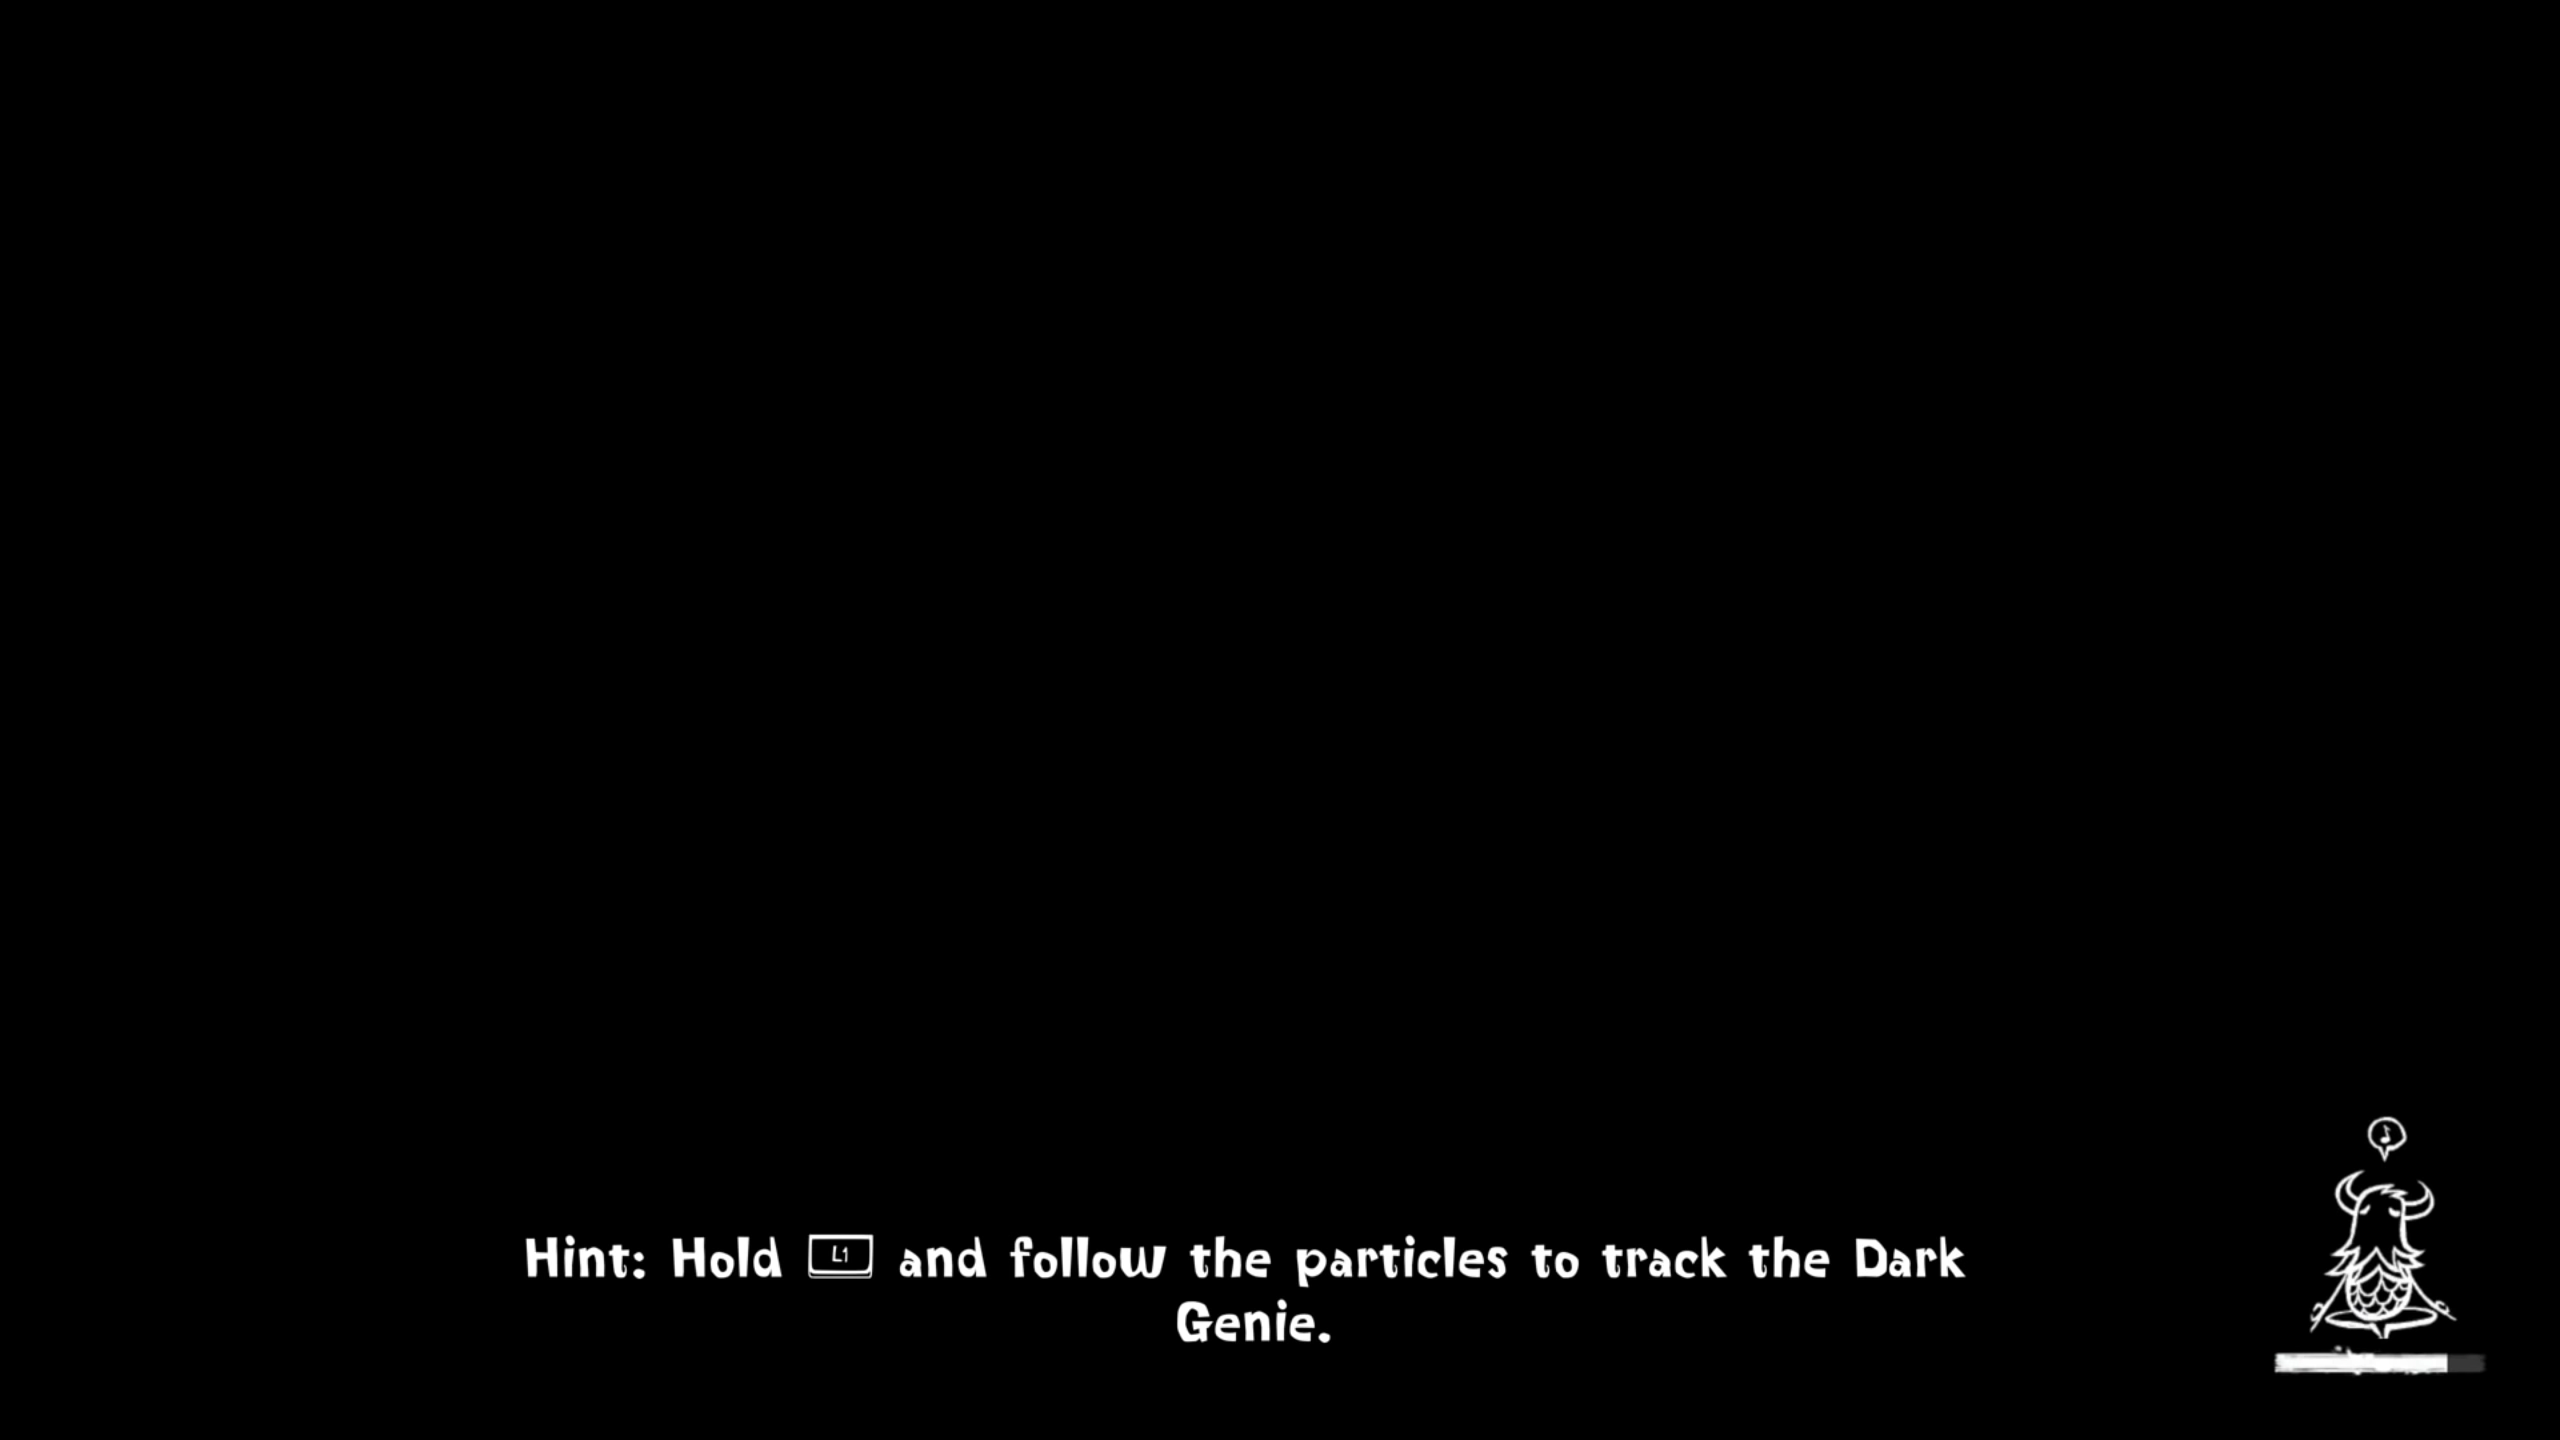 Hint: Hold L1 and follow the particles to track the Dark
Genie.